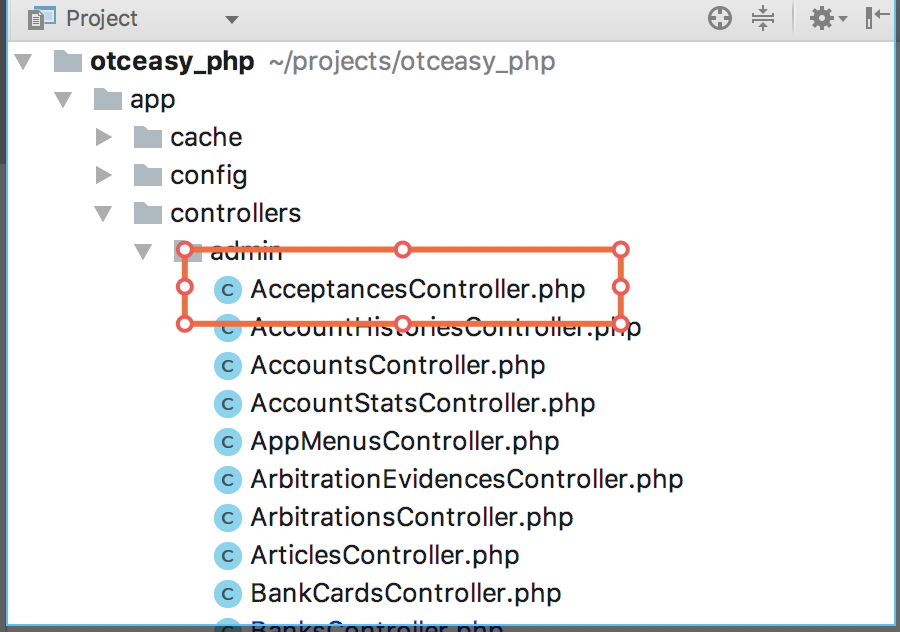 Project
otceasy_php ~/projects/otceasy_php
app
cache
config
controllers
admin
C AcceptancesController.php
C AccountHistoriesController.php
C AccountsController.php
C AccountStatsController.php
C AppMenusController.php
C ArbitrationEvidencesController.php
C ArbitrationsController.php
C ArticlesController.php
C BankCardsController.php
BanksController.php